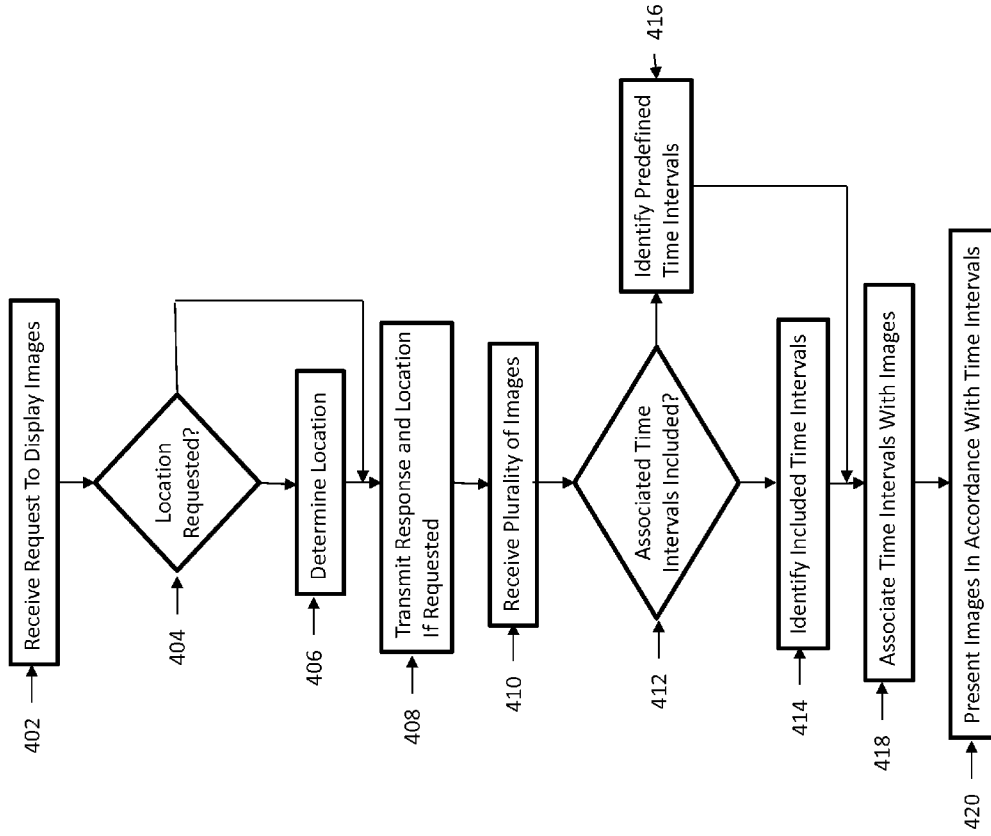 402
Receive Request To Display Images
404
Location
Requested?
406
Determine Location
408
Transmit Response and Location
If Requested
410
Receive Plurality of Images
412
Associated Time
Intervals Included?
416
Identify Predefined
Time Intervals
414
Identify Included Time Intervals
418
Associate Time Intervals With Images
420
Present Images In Accordance With Time Intervals